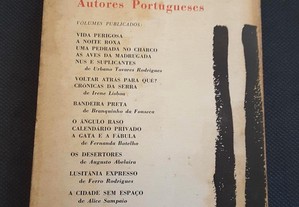 Autores Portugueses
VOLUMES PUBLICADOS:
VIDA PERIGOSA
A NOITE ROXA
UMA PEDRADA NO CHARCO
AS AVES DA MADRUGADA
NUS E SUPLICANTES
de Urbano Tavares Rodrigues
VOLTAR ATRÁS PARA QUÊ?
CRÓNICAS DA SERRA
de Irene Lisboa
BANDEIRA PRETA
de Branquinho da Fonseca
O ÂNGULO RASO
CALENDÁRIO PRIVADO
A GATA E A FÁBULA
de Fernanda Botelho
OS DESERTORES
de Augusto Abelaira
LUSITÂNIA EXPRESSO
de Ferro Rodrigues
A CIDADE SEM ESPAÇO
de Alice Sampaio